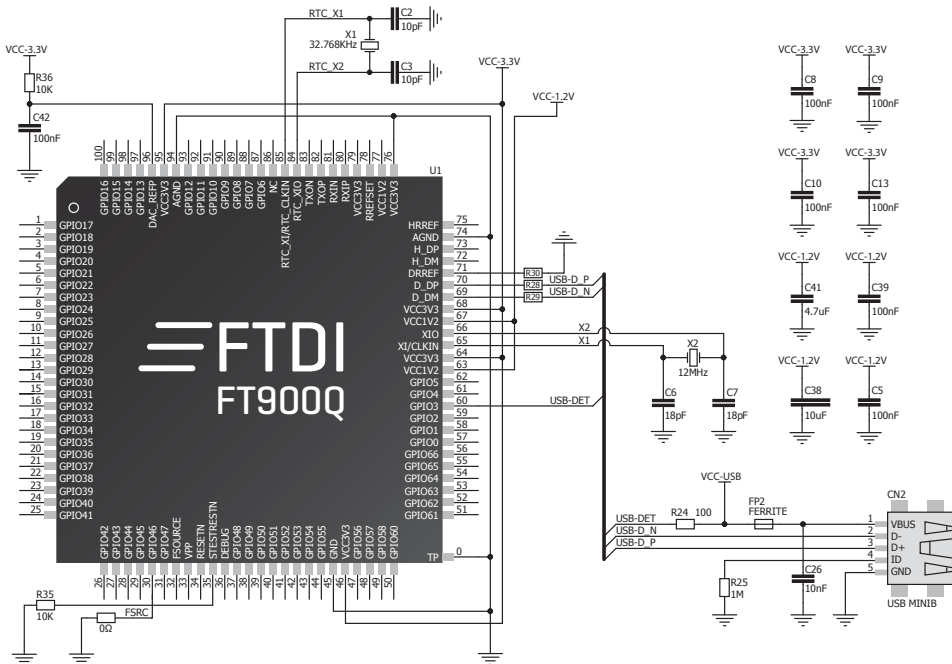 RTC_X1
C2
10pF
X1
32.768KHz
RTC_X2
C3
10pF
VCC-3.3V
R36
10K
C42
100nF
VCC-3.3V
VCC-1.2V
VCC-3.3V
VCC-3.3V
C8
C9
100nF
100nF
VCC-3.3V
VCC-3.3V
C10
C13
100nF
100nF
VCC-1.2V
VCC-1.2V
C41
C39
4.7uF
100nF
VCC-1.2V
VCC-1.2V
C38
C5
10uF
100nF
U1
100 99 98 97 96 95 94 93 92 91 90 89 88 87 86 85 84 83 82 81 80 79 78 77 76
GPIO16
GPIO15
GPIO14
GPIO13
DAC_REFP
VCC3V3
AGND
GPIO12
GPIO11
GPIO10
GPIO9
GPIO8
GPIO7
GPIO6
NC
RTC_XI/RTC_CLKIN
RTC_XIO
TXON
TXOP
RXIN
RXIP
VCC3V3
RREFSET
VCC1V2
VCC3V3
1 GPIO17
2 GPIO18
3 GPIO19
4 GPIO20
5 GPIO21
6 GPIO22
7 GPIO23
8 GPIO24
9 GPIO25
10 GPIO26
11 GPIO27
12 GPIO28
13 GPIO29
14 GPIO30
15 GPIO31
16 GPIO32
17 GPIO33
18 GPIO34
19 GPIO35
20 GPIO36
21 GPIO37
22 GPIO38
23 GPIO39
24 GPIO40
25 GPIO41
FTDI
FT900Q
HRREF 75
AGND 74
H_DP 73
H_DM 72
DRREF 71
D_DP 70
D_DM 69
VCC3V3 68
VCC1V2 67
XIO 66
XI/CLKIN 65
VCC3V3 64
VCC1V2 63
GPIO5 62
GPIO4 61
GPIO3 60
GPIO2 59
GPIO1 58
GPIO0 57
GPIO66 56
GPIO65 55
GPIO64 54
GPIO63 53
GPIO62 52
GPIO61 51
TP 0
GPIO42
GPIO43
GPIO44
GPIO45
GPIO46
GPIO47
FSOURCE
VPP
RESETN
STESTRESTN
DEBUG
GPIO48
GPIO49
GPIO50
GPIO51
GPIO52
GPIO53
GPIO54
GPIO55
GND
VCC3V3
GPIO56
GPIO57
GPIO58
GPIO60
26 27 28 29 30 31 32 33 34 35 36 37 38 39 40 41 42 43 44 45 46 47 48 49 50
R30
R28
R29
USB-D_P
USB-D_N
X2
X1
X2
12MHz
C6
18pF
C7
18pF
USB-DET
R35
10K
FSRC
0Ω
VCC-USB
USB-DET
R24 100
FP2
FERRITE
USB-D_N
USB-D_P
R25
1M
C26
10nF
CN2
1 VBUS
2 D-
3 D+
4 ID
5 GND
USB MINIB